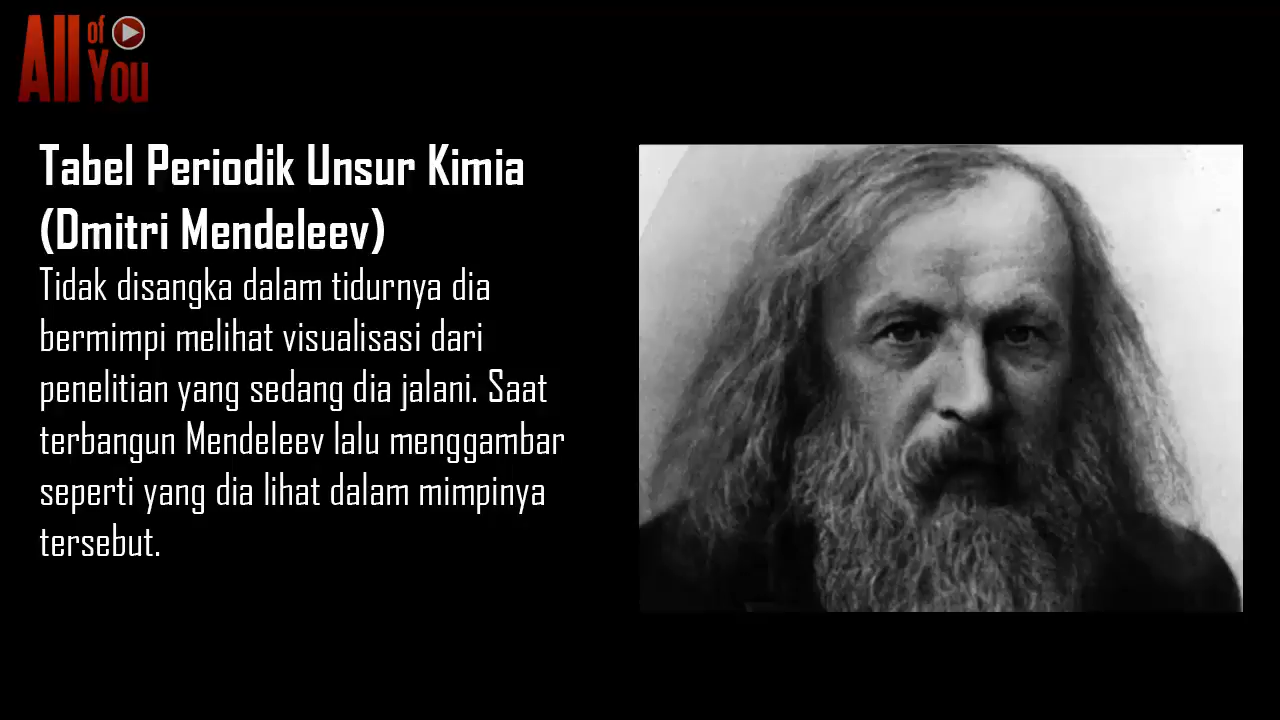 All of You
Tabel Periodik Unsur Kimia
(Dmitri Mendeleev)
Tidak disangka dalam tidurnya dia
bermimpi melihat visualisasi dari
penelitian yang sedang dia jalani. Saat
terbangun Mendeleev lalu menggambar
seperti yang dia lihat dalam mimpinya
tersebut.